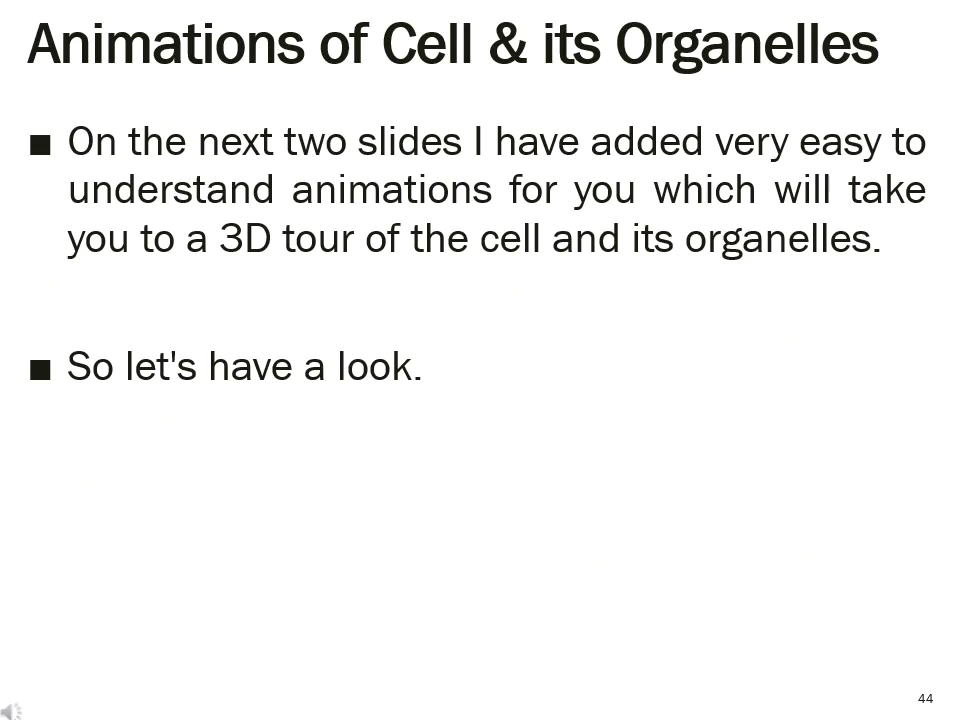 Animations of Cell & its Organelles
■ On the next two slides I have added very easy to
understand animations for you which will take
you to a 3D tour of the cell and its organelles.
■ So let's have a look.
44